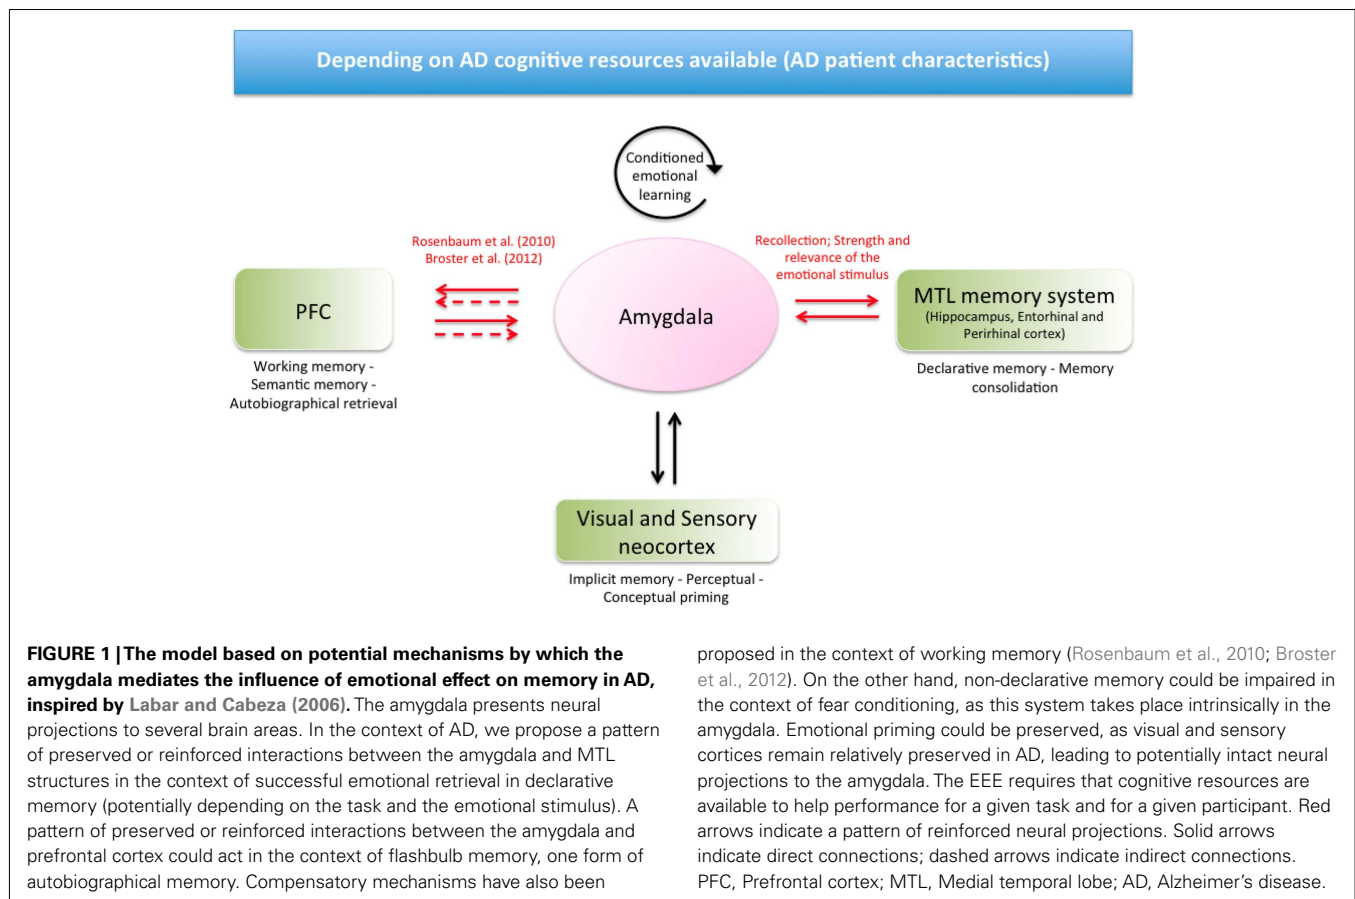 Depending on AD cognitive resources available (AD patient characteristics)
Conditioned
emotional
learning
Rosenbaum et al. (2010)
Broster et al. (2012)
Recollection; Strength and
relevance of the
emotional stimulus
PFC
Amygdala
MTL memory system
(Hippocampus, Entorhinal and
Perirhinal cortex)
Working memory -
Semantic memory -
Autobiographical retrieval
Declarative memory - Memory
consolidation
Visual and Sensory
neocortex
Implicit memory - Perceptual -
Conceptual priming
FIGURE 1 | The model based on potential mechanisms by which the
amygdala mediates the influence of emotional effect on memory in AD,
inspired by Labar and Cabeza (2006). The amygdala presents neural
projections to several brain areas. In the context of AD, we propose a pattern
of preserved or reinforced interactions between the amygdala and MTL
structures in the context of successful emotional retrieval in declarative
memory (potentially depending on the task and the emotional stimulus). A
pattern of preserved or reinforced interactions between the amygdala and
prefrontal cortex could act in the context of flashbulb memory, one form of
autobiographical memory. Compensatory mechanisms have also been
proposed in the context of working memory (Rosenbaum et al., 2010; Broster
et al., 2012). On the other hand, non-declarative memory could be impaired in
the context of fear conditioning, as this system takes place intrinsically in the
amygdala. Emotional priming could be preserved, as visual and sensory
cortices remain relatively preserved in AD, leading to potentially intact neural
projections to the amygdala. The EEE requires that cognitive resources are
available to help performance for a given task and for a given participant. Red
arrows indicate a pattern of reinforced neural projections. Solid arrows
indicate direct connections; dashed arrows indicate indirect connections.
PFC, Prefrontal cortex; MTL, Medial temporal lobe; AD, Alzheimer's disease.